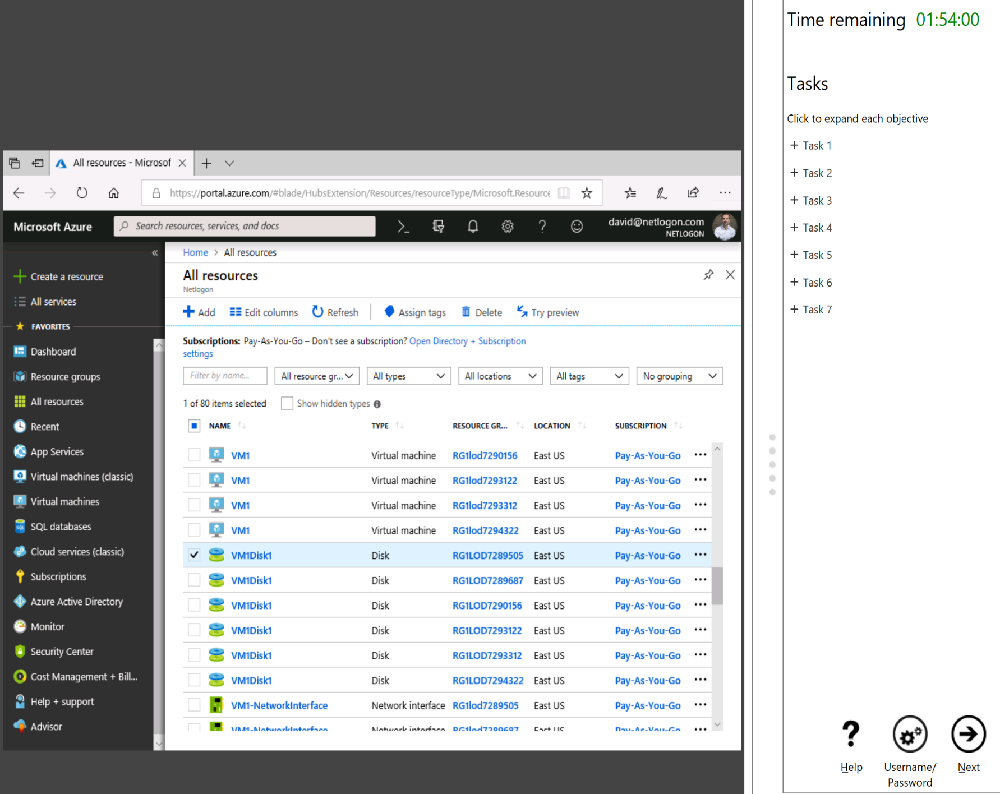 Time remaining 01:54:00
Tasks
Click to expand each objective
+ Task 1
+ Task 2
+ Task 3
+ Task 4
+ Task 5
+ Task 6
+ Task 7
All resources - Microsof
https://portal.azure.com/#blade/HubsExtension/Resources/resourceType/Microsoft.Resource
Microsoft Azure
Search resources, services, and docs
david@netlogon.com
NETLOGON
Create a resource
All services
FAVORITES
Dashboard
Resource groups
All resources
Recent
App Services
Virtual machines (classic)
Virtual machines
SQL databases
Cloud services (classic)
Subscriptions
Azure Active Directory
Monitor
Security Center
Cost Management + Bill...
Help + support
Advisor
Home > All resources
All resources
Netlogon
Add Edit columns Refresh Assign tags Delete Try preview
Subscriptions: Pay-As-You-Go – Don't see a subscription? Open Directory + Subscription
settings
Filter by name... All resource gr... All types All locations All tags No grouping
1 of 80 items selected Show hidden types
NAME TYPE RESOURCE GR... LOCATION SUBSCRIPTION
VM1 Virtual machine RG1lod7290156 East US Pay-As-You-Go ...
VM1 Virtual machine RG1lod7293122 East US Pay-As-You-Go ...
VM1 Virtual machine RG1lod7293312 East US Pay-As-You-Go ...
VM1 Virtual machine RG1lod7294322 East US Pay-As-You-Go ...
VM1Disk1 Disk RG1LOD7289505 East US Pay-As-You-Go ...
VM1Disk1 Disk RG1LOD7289687 East US Pay-As-You-Go ...
VM1Disk1 Disk RG1LOD7290156 East US Pay-As-You-Go ...
VM1Disk1 Disk RG1LOD7293122 East US Pay-As-You-Go ...
VM1Disk1 Disk RG1LOD7293312 East US Pay-As-You-Go ...
VM1Disk1 Disk RG1LOD7294322 East US Pay-As-You-Go ...
VM1-NetworkInterface Network interface RG1lod7289505 East US Pay-As-You-Go ...
VM1-NetworkInterface Network interface RG1lod7289687 East US Pay-As-You-Go ...
Help
Username/
Password
Next